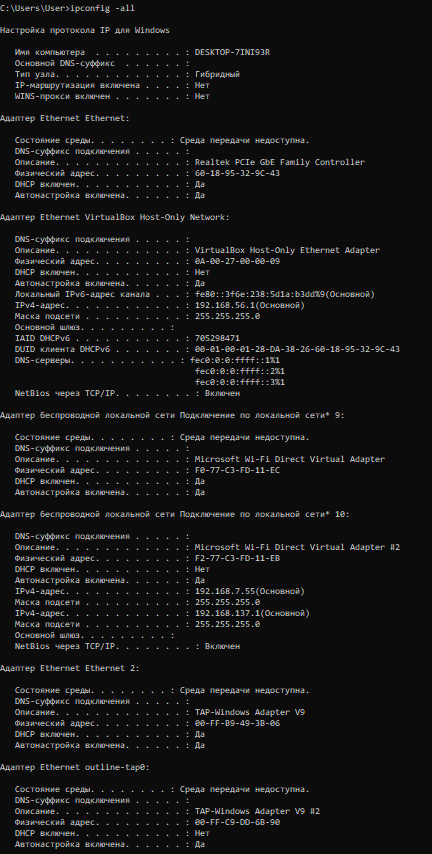 C:\Users\User>ipconfig -all
Настройка протокола IP для Windows
Имя компьютера  . . . . . . . . . : DESKTOP-7INI93R
Основной DNS-суффикс  . . . . . . :
Тип узла. . . . . . . . . . . . . : Гибридный
IP-маршрутизация включена . . . . : Нет
WINS-прокси включен . . . . . . . : Нет
Адаптер Ethernet Ethernet:
Состояние среды. . . . . . . . : Среда передачи недоступна.
DNS-суффикс подключения . . . . . :
Описание. . . . . . . . . . . . . : Realtek PCIe GbE Family Controller
Физический адрес. . . . . . . . . : 60-18-95-32-9C-43
DHCP включен. . . . . . . . . . . : Да
Автонастройка включена. . . . . . : Да
Адаптер Ethernet VirtualBox Host-Only Network:
DNS-суффикс подключения . . . . . :
Описание. . . . . . . . . . . . . : VirtualBox Host-Only Ethernet Adapter
Физический адрес. . . . . . . . . : 0A-00-27-00-00-09
DHCP включен. . . . . . . . . . . : Нет
Автонастройка включена. . . . . . : Да
Локальный IPv6-адрес канала . . . : fe80::3f6e:238:5d1a:b3dd%9(Основной)
IPv4-адрес. . . . . . . . . . . . : 192.168.56.1(Основной)
Маска подсети . . . . . . . . . . : 255.255.255.0
Основной шлюз. . . . . . . . . :
IAID DHCPv6 . . . . . . . . . . . : 705298471
DUID клиента DHCPv6 . . . . . . . : 00-01-00-01-28-DA-38-26-60-18-95-32-9C-43
DNS-серверы. . . . . . . . . . . : fec0:0:0:ffff::1%1
fec0:0:0:ffff::2%1
fec0:0:0:ffff::3%1
NetBios через TCP/IP. . . . . . . . : Включен
Адаптер беспроводной локальной сети Подключение по локальной сети* 9:
Состояние среды. . . . . . . . : Среда передачи недоступна.
DNS-суффикс подключения . . . . . :
Описание. . . . . . . . . . . . . : Microsoft Wi-Fi Direct Virtual Adapter
Физический адрес. . . . . . . . . : F0-77-C3-FD-11-EC
DHCP включен. . . . . . . . . . . : Да
Автонастройка включена. . . . . . : Да
Адаптер беспроводной локальной сети Подключение по локальной сети* 10:
DNS-суффикс подключения . . . . . :
Описание. . . . . . . . . . . . . : Microsoft Wi-Fi Direct Virtual Adapter #2
Физический адрес. . . . . . . . . : F2-77-C3-FD-11-EB
DHCP включен. . . . . . . . . . . : Нет
Автонастройка включена. . . . . . : Да
IPv4-адрес. . . . . . . . . . . . : 192.168.7.55(Основной)
Маска подсети . . . . . . . . . . : 255.255.255.0
IPv4-адрес. . . . . . . . . . . . : 192.168.137.1(Основной)
Маска подсети . . . . . . . . . . : 255.255.255.0
Основной шлюз. . . . . . . . . :
NetBios через TCP/IP. . . . . . . . : Включен
Адаптер Ethernet Ethernet 2:
Состояние среды. . . . . . . . : Среда передачи недоступна.
DNS-суффикс подключения . . . . . :
Описание. . . . . . . . . . . . . : TAP-Windows Adapter V9
Физический адрес. . . . . . . . . : 00-FF-B9-49-3B-06
DHCP включен. . . . . . . . . . . : Да
Автонастройка включена. . . . . . : Да
Адаптер Ethernet outline-tap0:
Состояние среды. . . . . . . . : Среда передачи недоступна.
DNS-суффикс подключения . . . . . :
Описание. . . . . . . . . . . . . : TAP-Windows Adapter V9 #2
Физический адрес. . . . . . . . . : 00-FF-C9-DD-6B-90
DHCP включен. . . . . . . . . . . : Нет
Автонастройка включена. . . . . . : Да